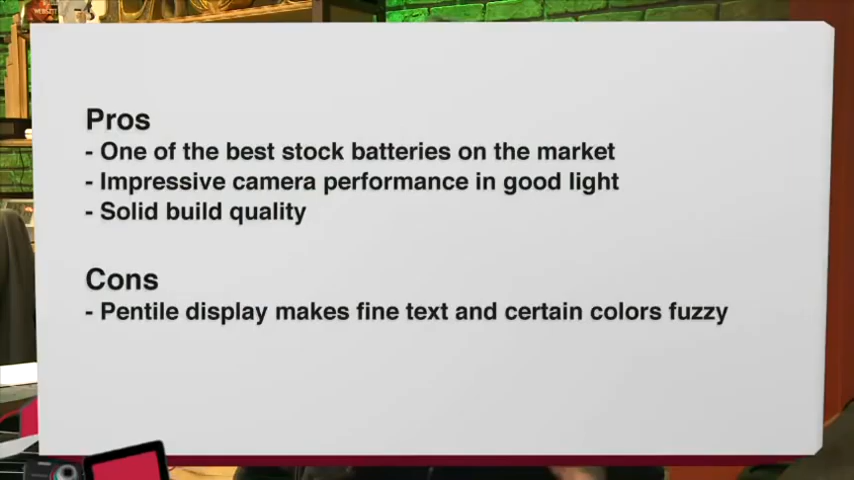 Pros
- One of the best stock batteries on the market
- Impressive camera performance in good light
- Solid build quality
Cons
- Pentile display makes fine text and certain colors fuzzy